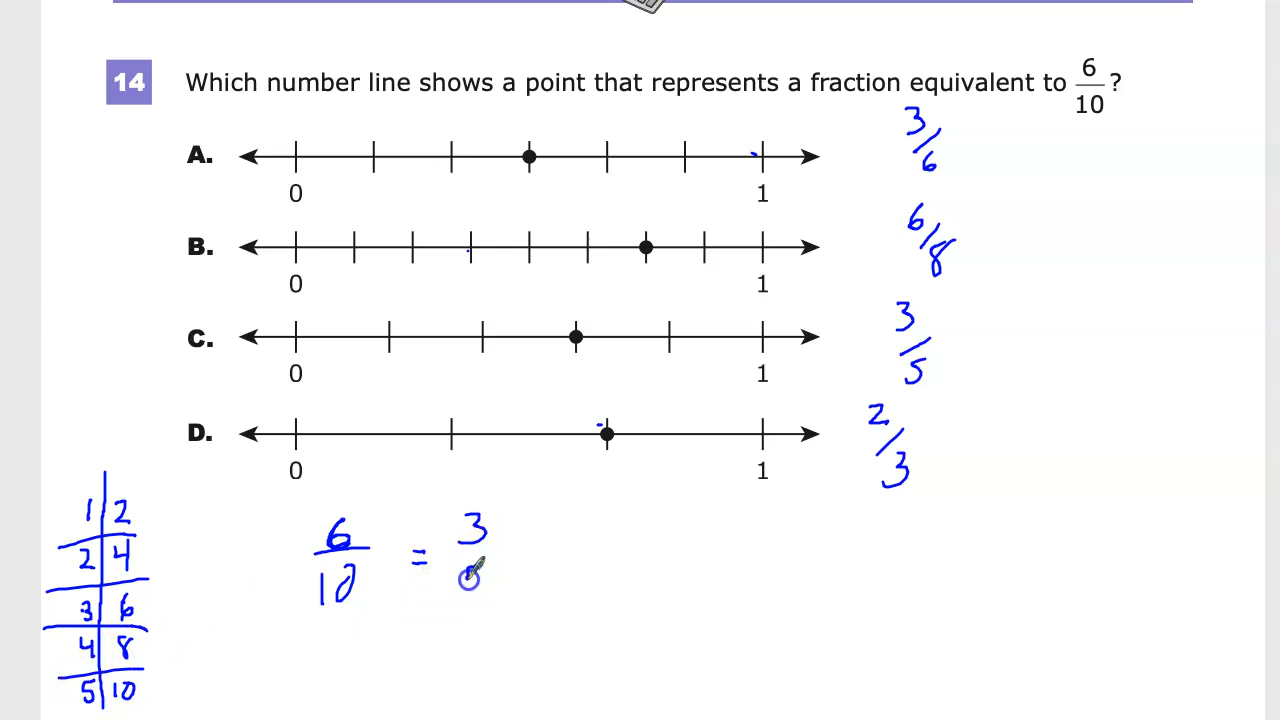 14 Which number line shows a point that represents a fraction equivalent to 6/10?
A. 0 1 3/6
B. 0 1 6/8
C. 0 1 3/5
D. 0 1 2/3
1 2
2 4
3 6
4 8
5 10
6/10 = 3